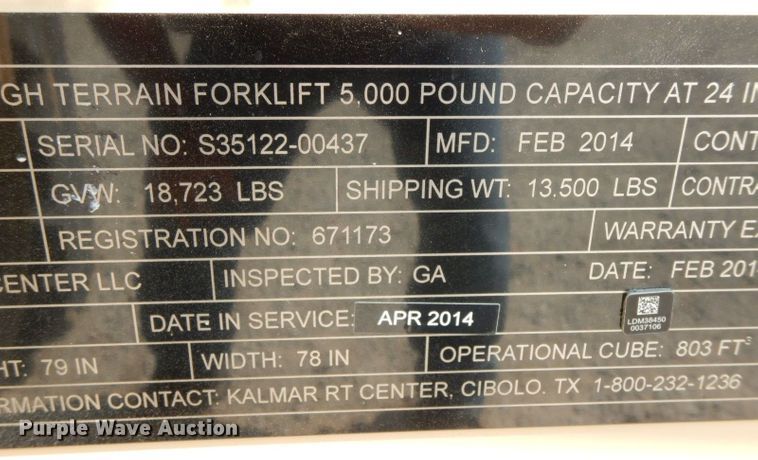 GH TERRAIN FORKLIFT 5,000 POUND CAPACITY AT 24 IN
SERIAL NO: S35122-00437 MFD: FEB 2014 CONT
GVW: 18,723 LBS SHIPPING WT: 13.500 LBS CONTRA
REGISTRATION NO: 671173 WARRANTY E
CENTER LLC INSPECTED BY: GA DATE: FEB 201
DATE IN SERVICE: APR 2014
LDM38450
0037106
HT: 79 IN WIDTH: 78 IN OPERATIONAL CUBE: 803 FT³
RMATION CONTACT: KALMAR RT CENTER, CIBOLO. TX 1-800-232-1236
Purple Wave Auction